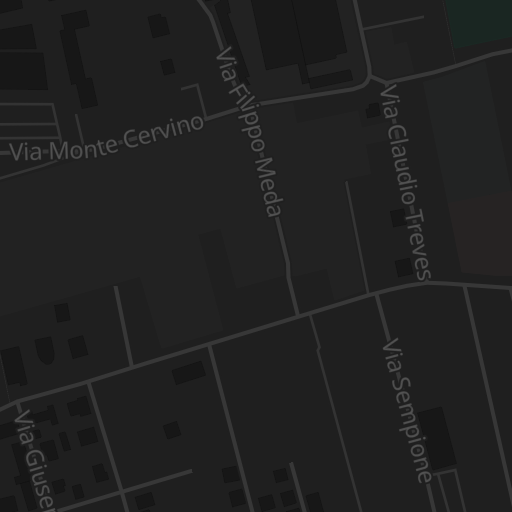 Via Filippo Meda
Via Monte Cervino
Via Claudio Treves
Via Sempione